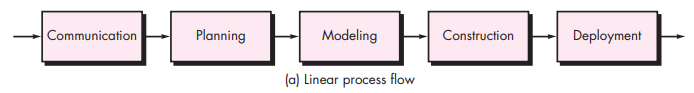 Communication Planning Modeling Construction Deployment
(a) Linear process flow